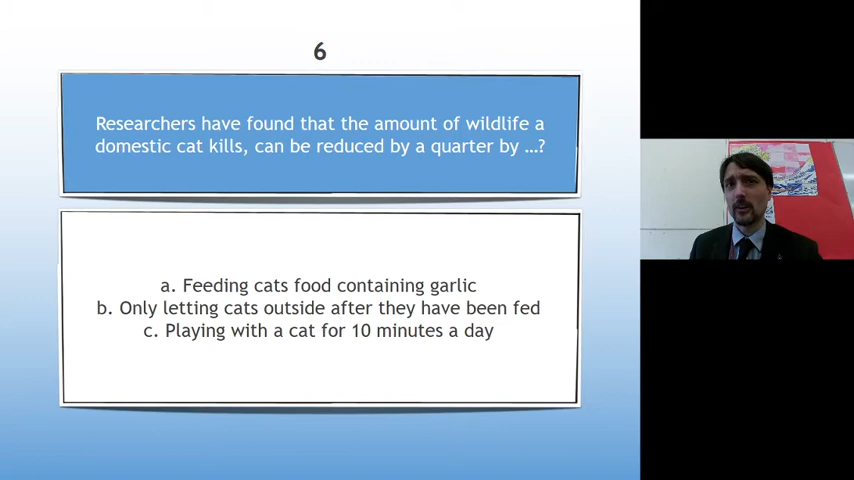 6
Researchers have found that the amount of wildlife a
domestic cat kills, can be reduced by a quarter by ...?
a. Feeding cats food containing garlic
b. Only letting cats outside after they have been fed
c. Playing with a cat for 10 minutes a day